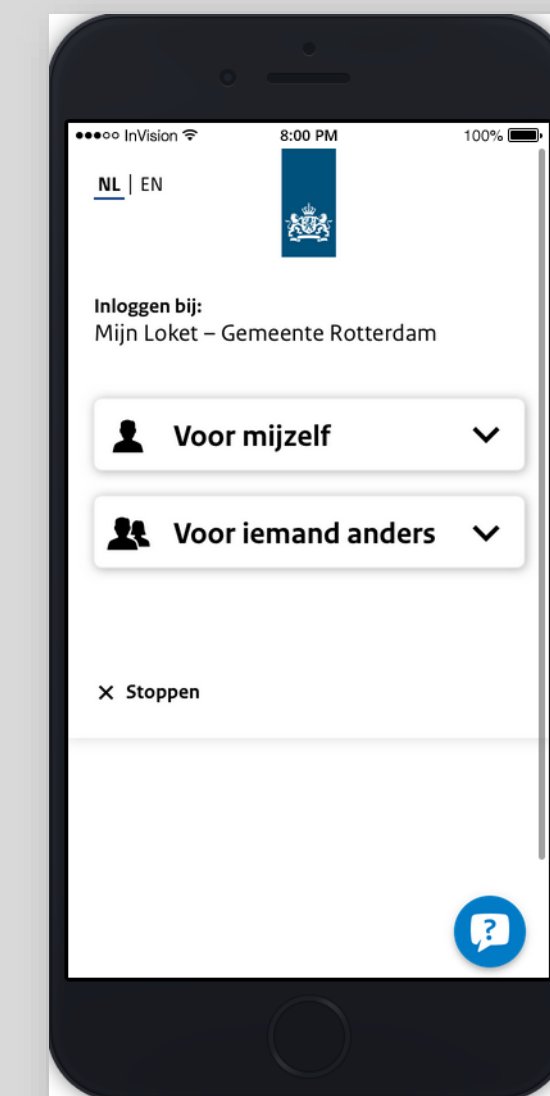 InVision
8:00 PM
100%
NL | EN
Inloggen bij:
Mijn Loket – Gemeente Rotterdam
Voor mijzelf
Voor iemand anders
Stoppen
?